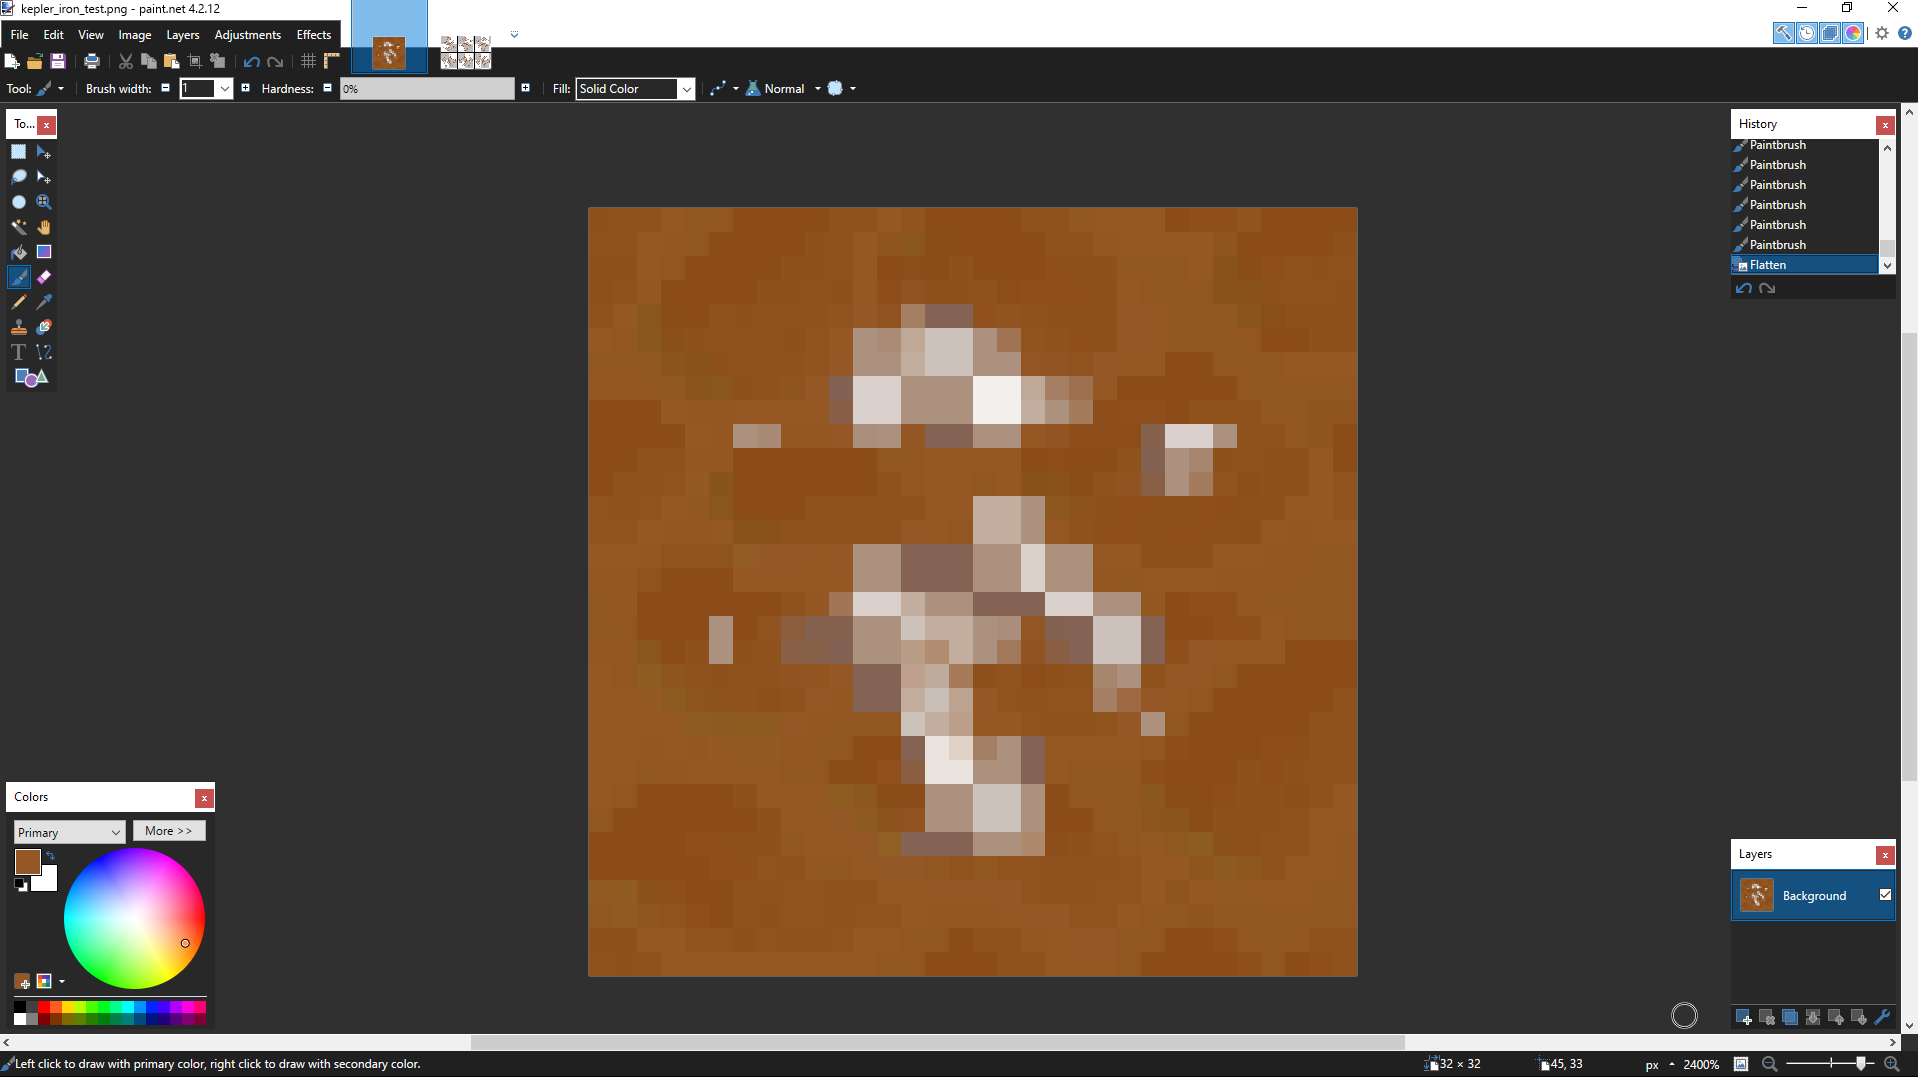 kepler_iron_test.png - paint.net 4.2.12
File Edit View Image Layers Adjustments Effects
Tool: Brush width: 1 Hardness: 0% Fill: Solid Color Normal
To...
History
Paintbrush
Paintbrush
Paintbrush
Paintbrush
Paintbrush
Paintbrush
Flatten
Colors
Primary More >>
Layers
Background
Left click to draw with primary color, right click to draw with secondary color. 32 × 32 45, 33 px 2400%